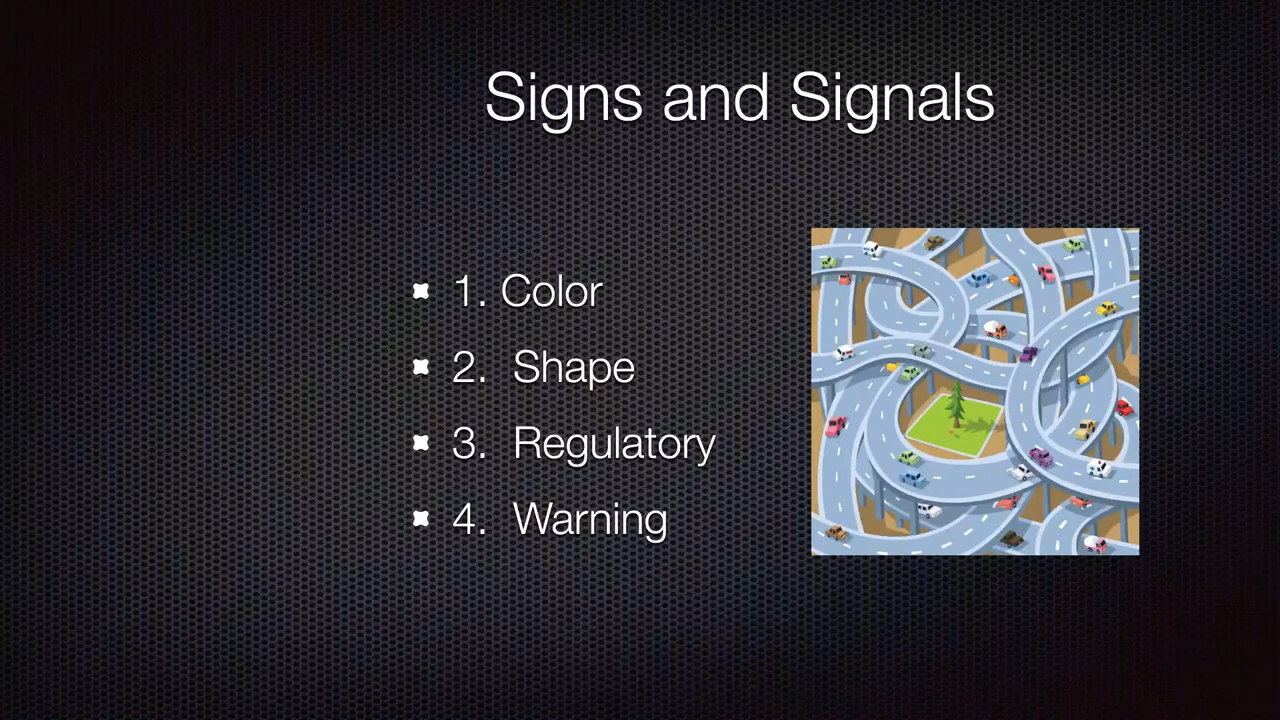 Signs and Signals
1. Color
2. Shape
3. Regulatory
4. Warning